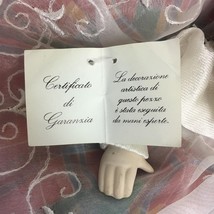 Certificato
di
Garanzia
La decorazione
artistica di
questo pezzo
è stata eseguita
da mani esperte.